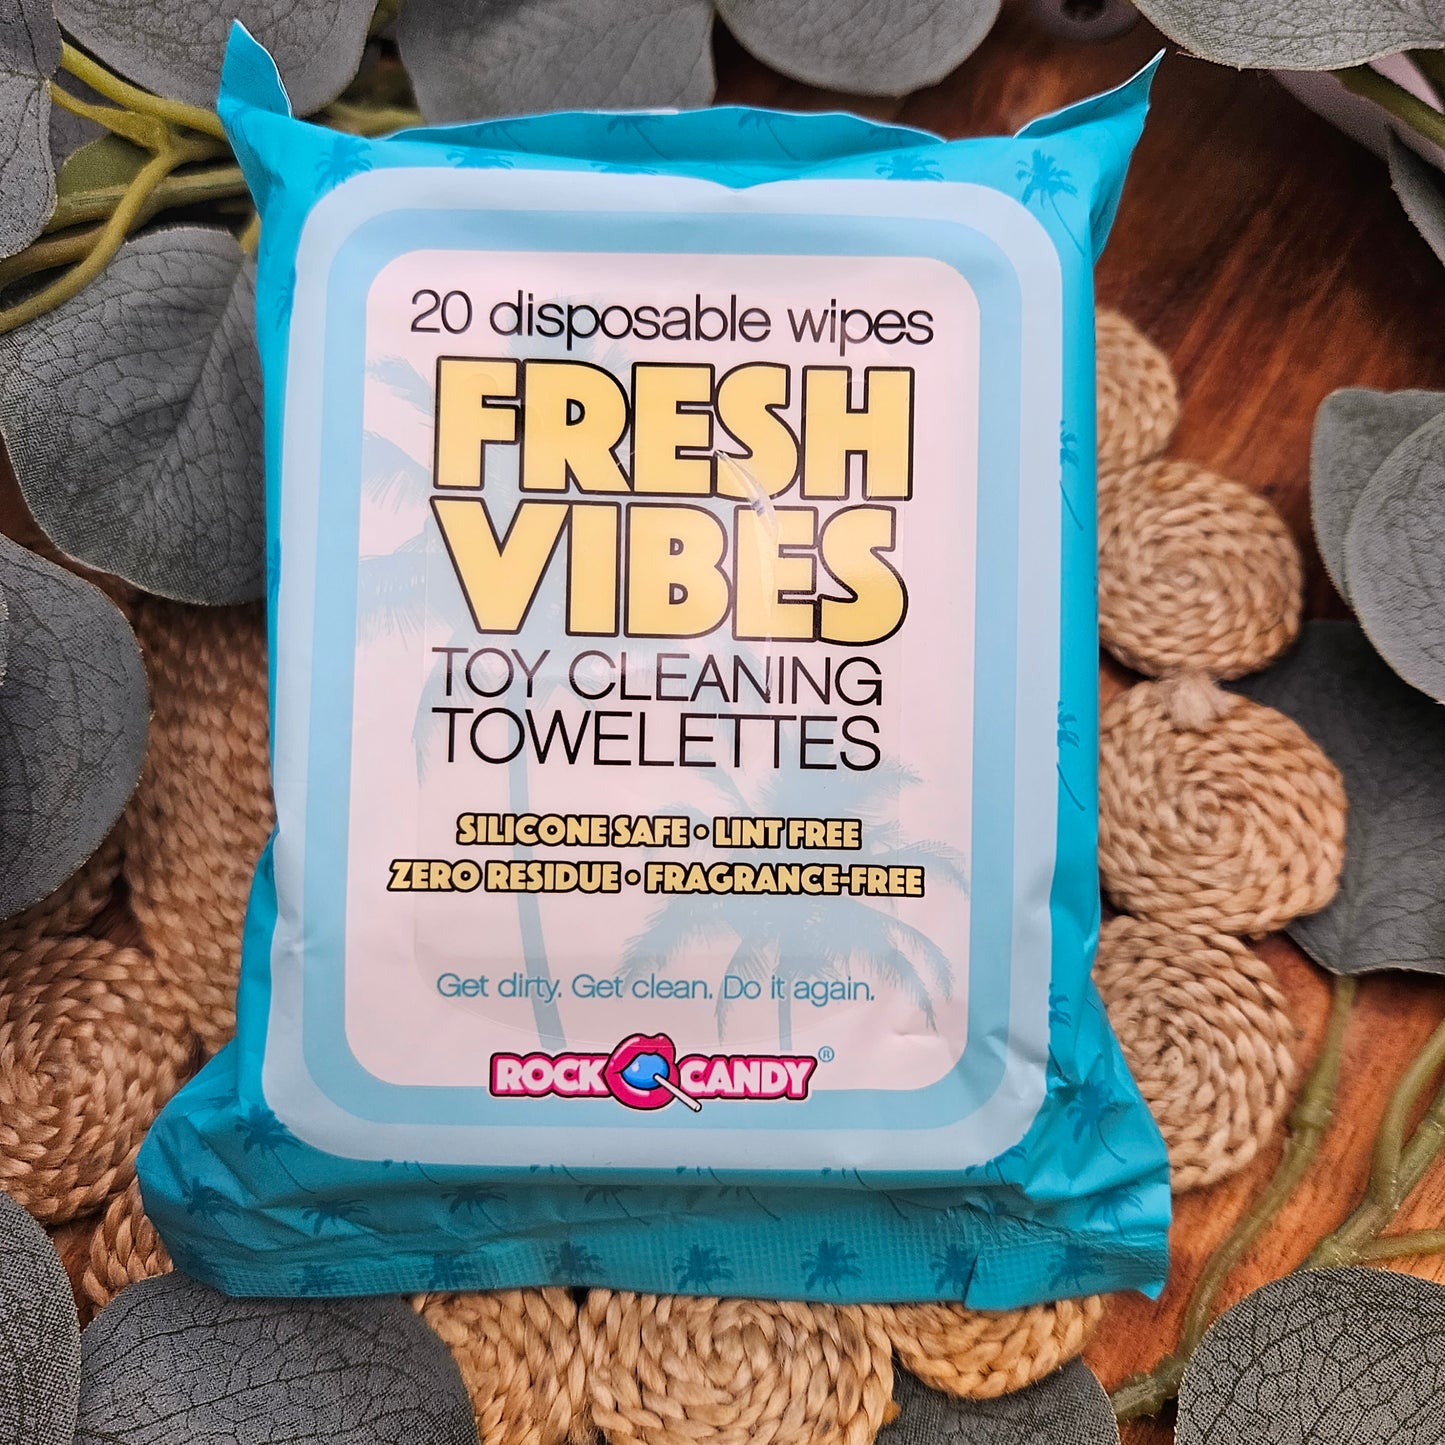 20 disposable wipes
FRESH
VIBES
TOY CLEANING
TOWELETTES
SILICONE SAFE • LINT FREE
ZERO RESIDUE • FRAGRANCE-FREE
Get dirty. Get clean. Do it again.
ROCK CANDY®